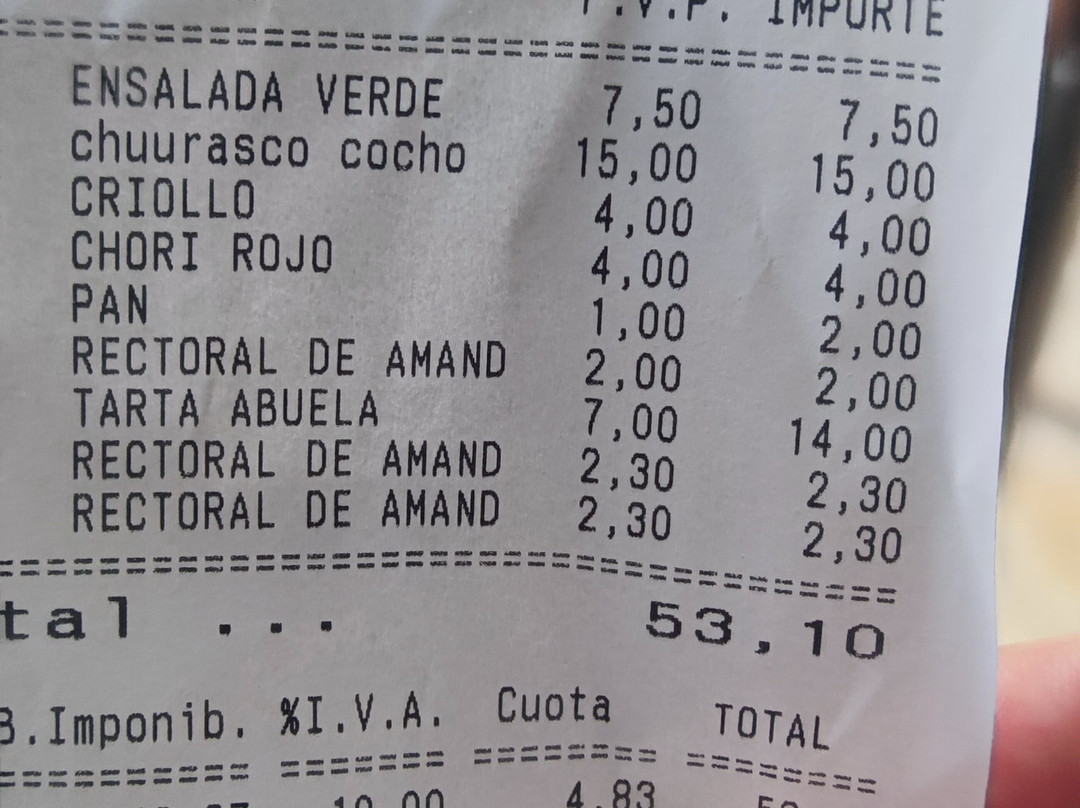 P.V.P. IMPORTE
ENSALADA VERDE 7,50 7,50
chuurasco cocho 15,00 15,00
CRIOLLO 4,00 4,00
CHORI ROJO 4,00 4,00
PAN 1,00 2,00
RECTORAL DE AMAND 2,00 2,00
TARTA ABUELA 7,00 14,00
RECTORAL DE AMAND 2,30 2,30
RECTORAL DE AMAND 2,30 2,30
tal ... 53,10
B.Imponib. %I.V.A. Cuota TOTAL
10,00 4,83